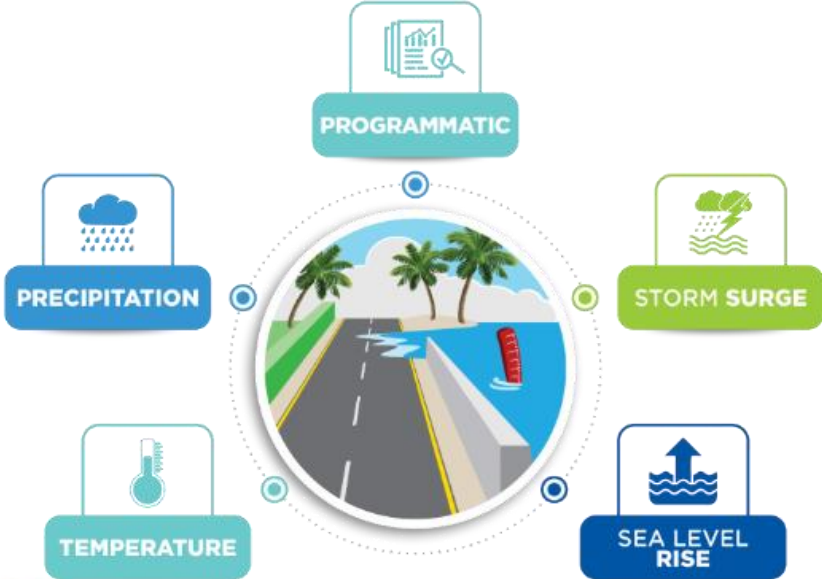 PROGRAMMATIC
PRECIPITATION
STORM SURGE
TEMPERATURE
SEA LEVEL
RISE